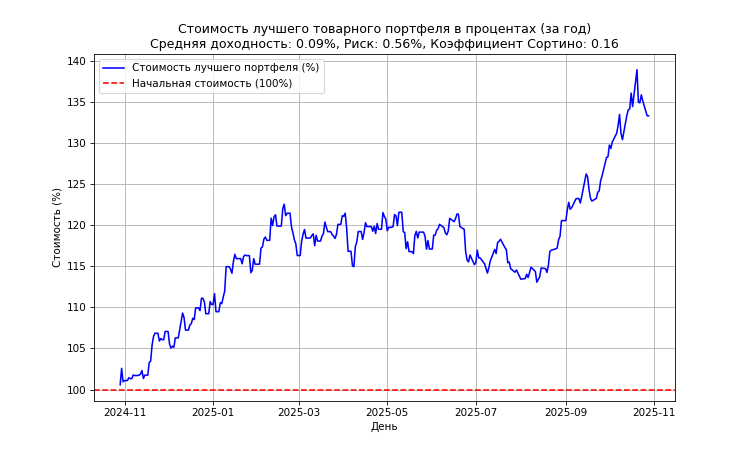 Стоимость лучшего товарного портфеля в процентах (за год)
Средняя доходность: 0.09%, Риск: 0.56%, Коэффициент Сортино: 0.16
Стоимость лучшего портфеля (%)
Начальная стоимость (100%)
Стоимость (%)
140
135
130
125
120
115
110
105
100
2024-11
2025-01
2025-03
2025-05
2025-07
2025-09
2025-11
День